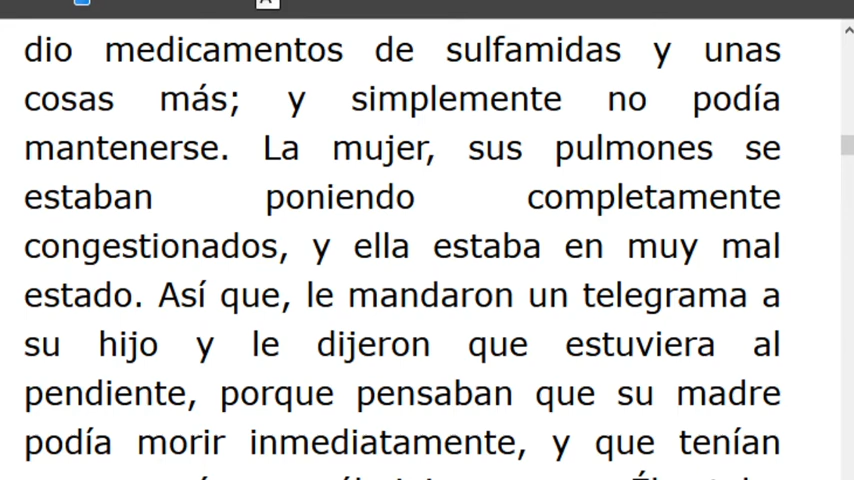 dio medicamentos de sulfamidas y unas
cosas más; y simplemente no podía
mantenerse. La mujer, sus pulmones se
estaban poniendo completamente
congestionados, y ella estaba en muy mal
estado. Así que, le mandaron un telegrama a
su hijo y le dijeron que estuviera al
pendiente, porque pensaban que su madre
podía morir inmediatamente, y que tenían